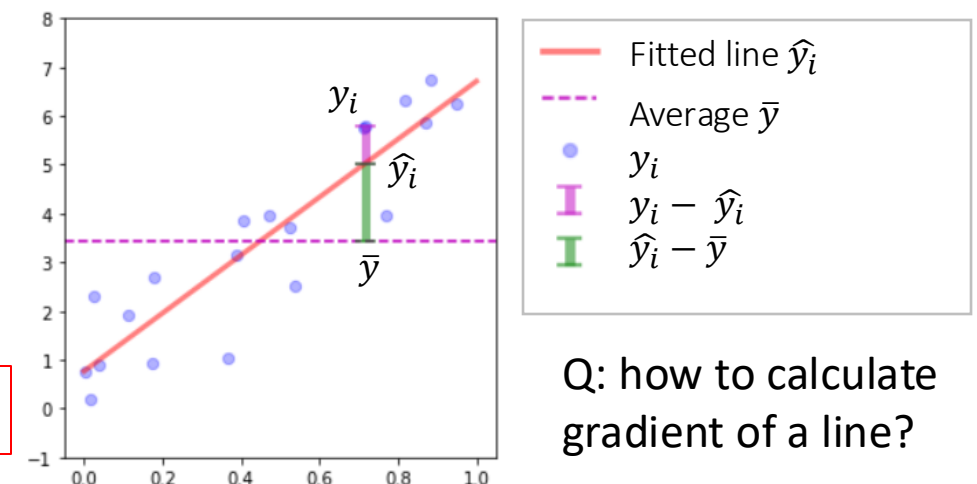 8
7
6
5
4
3
2
1
0
−1
0.0 0.2 0.4 0.6 0.8 1.0
yᵢ
ŷᵢ
ȳ
Fitted line ŷᵢ
Average ȳ
yᵢ
yᵢ − ŷᵢ
ŷᵢ − ȳ
Q: how to calculate
gradient of a line?